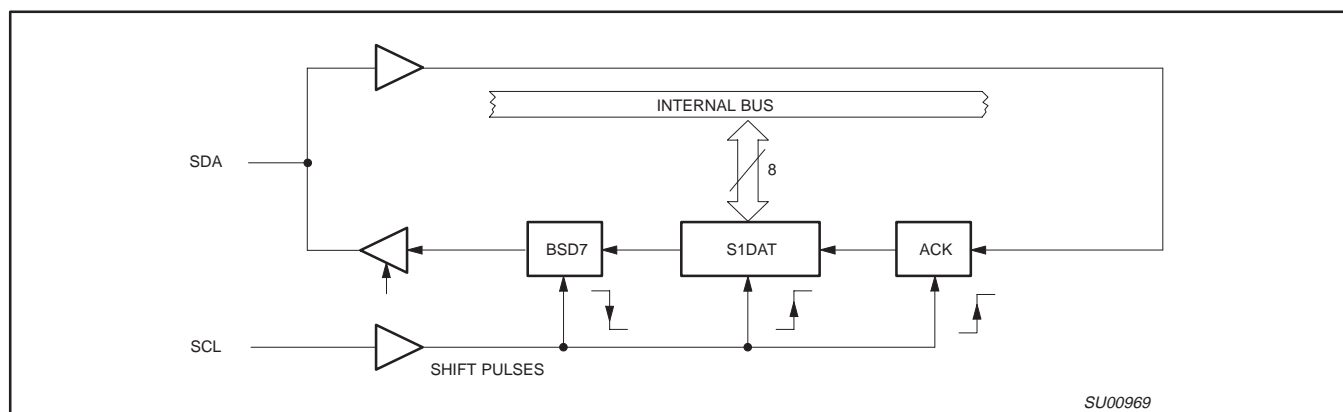 INTERNAL BUS
SDA
8
BSD7
S1DAT
ACK
SCL
SHIFT PULSES
SU00969